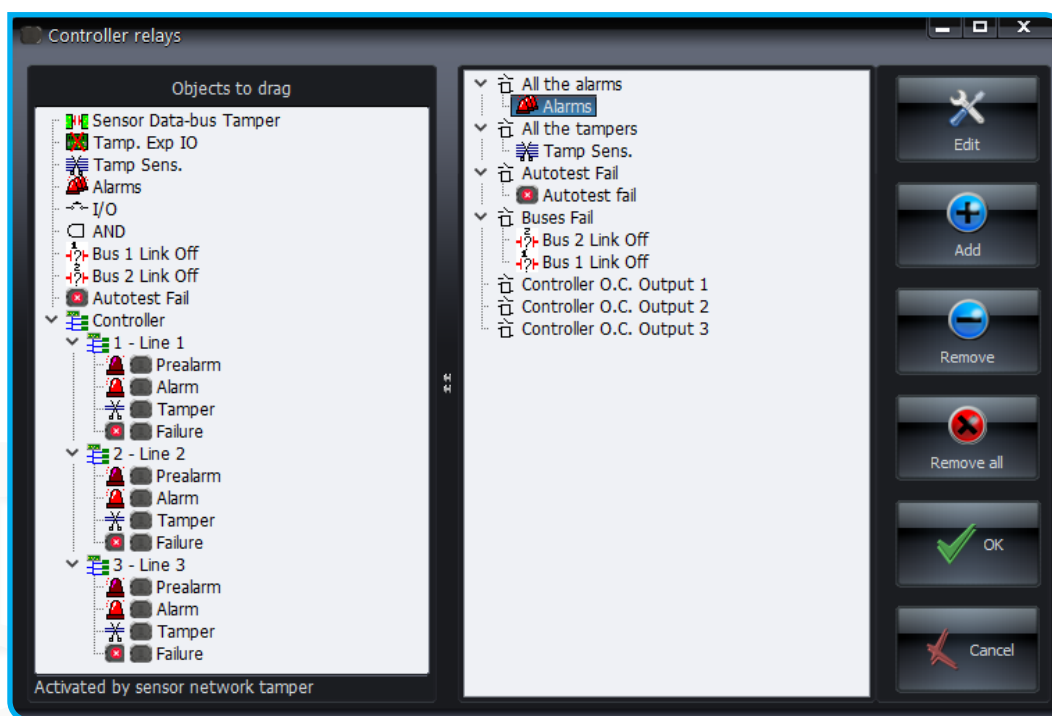 Controller relays
Objects to drag
Sensor Data-bus Tamper
Tamp. Exp IO
Tamp Sens.
Alarms
I/O
AND
Bus 1 Link Off
Bus 2 Link Off
Autotest Fail
Controller
1 - Line 1
Prealarm
Alarm
Tamper
Failure
2 - Line 2
Prealarm
Alarm
Tamper
Failure
3 - Line 3
Prealarm
Alarm
Tamper
Failure
Activated by sensor network tamper
All the alarms
Alarms
All the tampers
Tamp Sens.
Autotest Fail
Autotest fail
Buses Fail
Bus 2 Link Off
Bus 1 Link Off
Controller O.C. Output 1
Controller O.C. Output 2
Controller O.C. Output 3
Edit
Add
Remove
Remove all
OK
Cancel